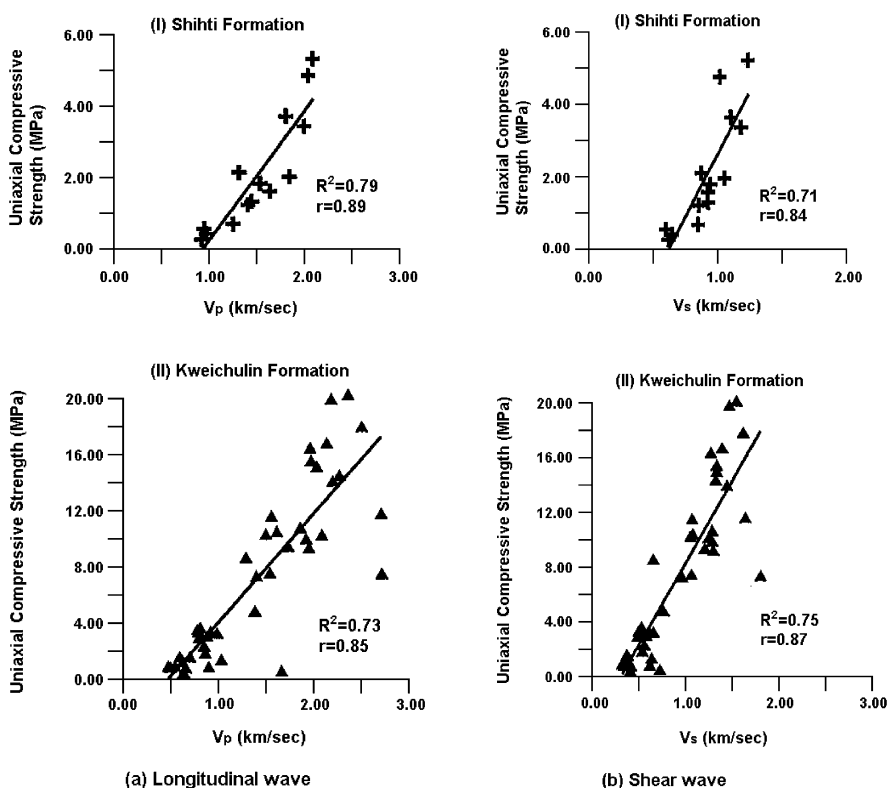 (I) Shihti Formation
Uniaxial Compressive
Strength (MPa)
6.00
4.00
2.00
0.00
R²=0.79
r=0.89
0.00
1.00
2.00
3.00
Vp (km/sec)
(I) Shihti Formation
Uniaxial Compressive
Strength (MPa)
6.00
4.00
2.00
0.00
R²=0.71
r=0.84
0.00
1.00
2.00
Vs (km/sec)
(II) Kweichulin Formation
Uniaxial Compressive Strength (MPa)
20.00
16.00
12.00
8.00
4.00
0.00
R²=0.73
r=0.85
0.00
1.00
2.00
3.00
Vp (km/sec)
(a) Longitudinal wave
(II) Kweichulin Formation
Uniaxial Compressive Strength (MPa)
20.00
16.00
12.00
8.00
4.00
0.00
R²=0.75
r=0.87
0.00
1.00
2.00
3.00
Vs (km/sec)
(b) Shear wave